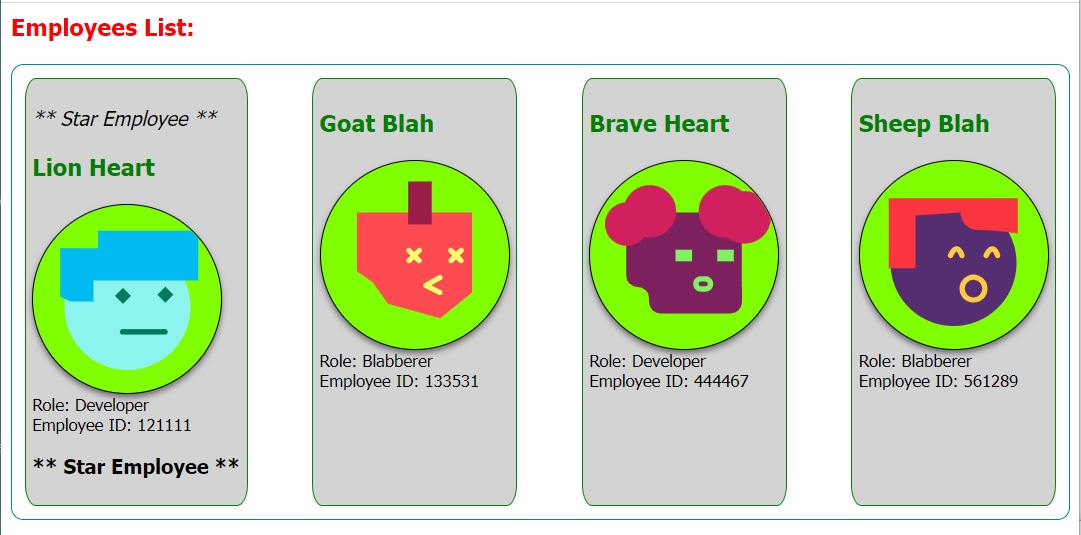 Employees List:
** Star Employee **
Lion Heart
Role: Developer
Employee ID: 121111
** Star Employee **
Goat Blah
Role: Blabberer
Employee ID: 133531
Brave Heart
Role: Developer
Employee ID: 444467
Sheep Blah
Role: Blabberer
Employee ID: 561289